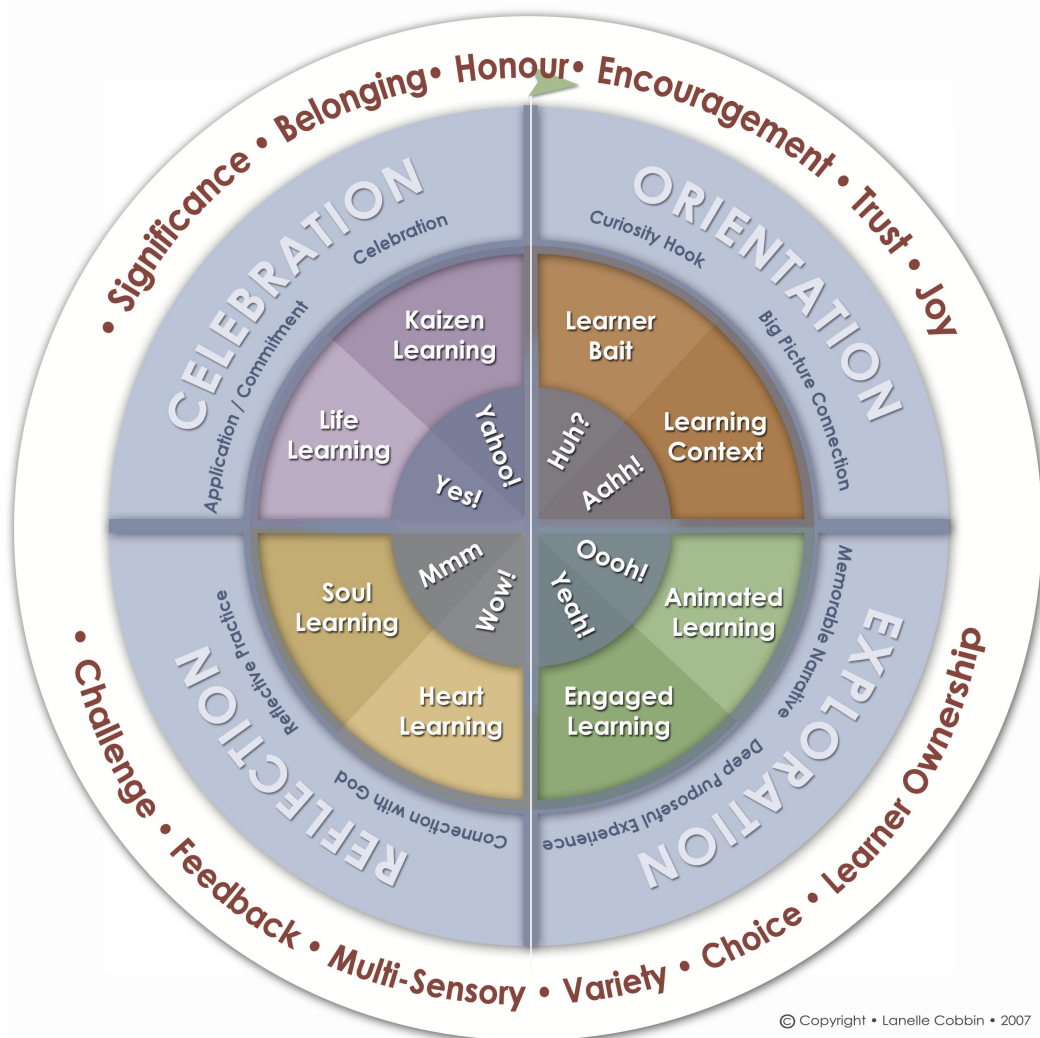 • Significance • Belonging • Honour • Encouragement • Trust • Joy
ORIENTATION
Curiosity Hook
Big Picture Connection
Learner
Bait
Learning
Context
Huh?
Aahh!
EXPLORATION
Memorable Narrative
Deep Purposeful Experience
Animated
Learning
Engaged
Learning
Oooh!
Yeah!
REFLECTION
Connection with God
Reflective Practice
Heart
Learning
Soul
Learning
Wow!
Mmm
CELEBRATION
Application / Commitment
Celebration
Life
Learning
Kaizen
Learning
Yes!
Yahoo!
• Challenge • Feedback • Multi-Sensory • Variety • Choice • Learner Ownership
© Copyright • Lanelle Cobbin • 2007